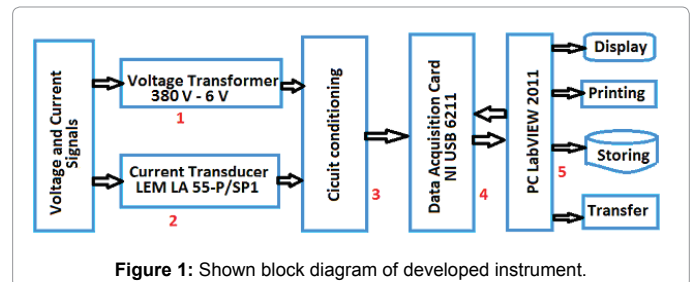 Voltage and Current
Signals
Voltage Transformer
380 V - 6 V
1
Current Transducer
LEM LA 55-P/SP1
2
Cicuit conditioning
3
Data Acquisition Card
NI USB 6211
4
PC LabVIEW 2011
5
Display
Printing
Storing
Transfer
Figure 1: Shown block diagram of developed instrument.